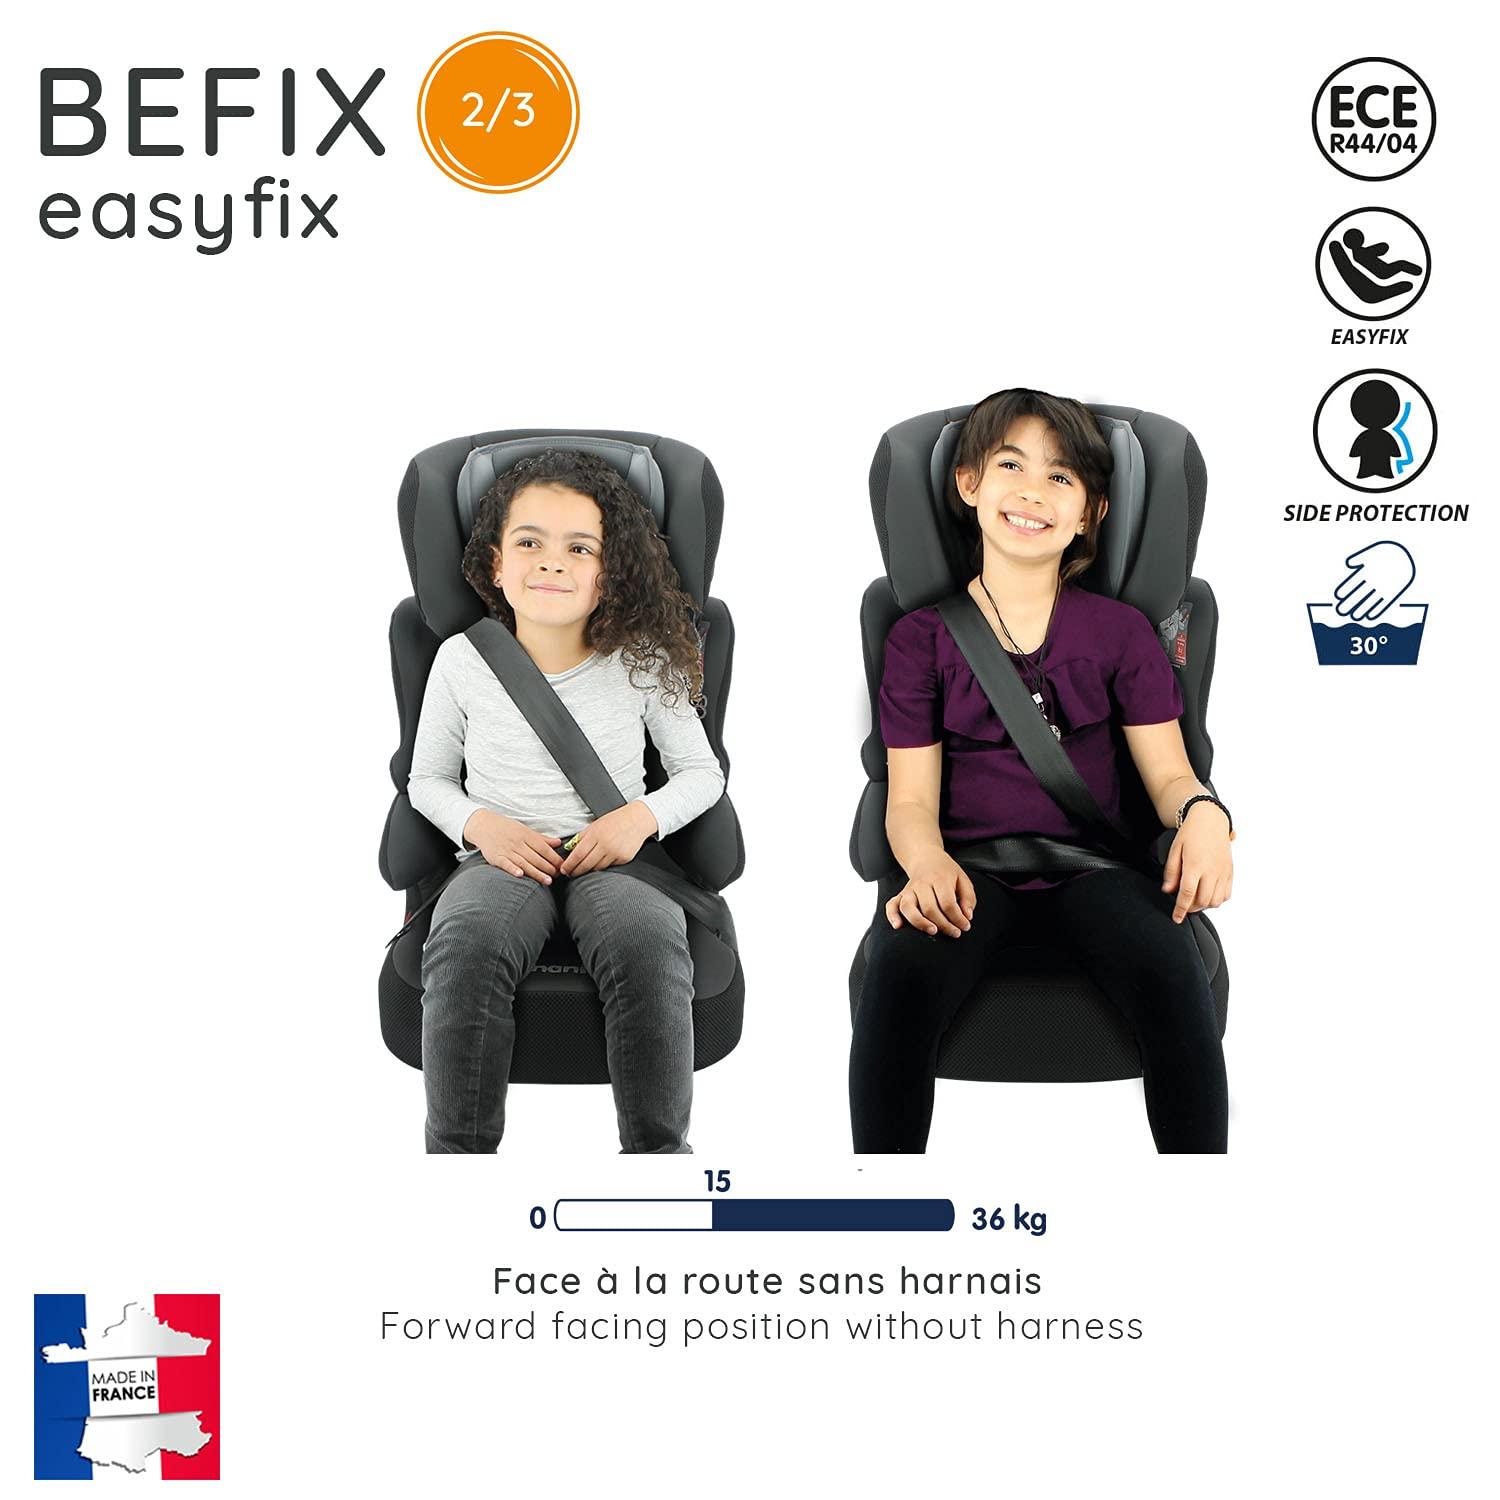 BEFIX
2/3
easyfix
ECE
R44/04
EASYFIX
SIDE PROTECTION
30°
15
0
36 kg
Face à la route sans harnais
Forward facing position without harness
MADE IN
FRANCE